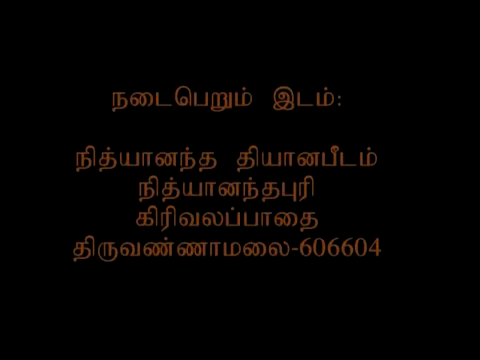 நடைபெறும் இடம்:
நித்யானந்த தியானபீடம்
நித்யானந்தபுரி
கிரிவலப்பாதை
திருவண்ணாமலை-606604